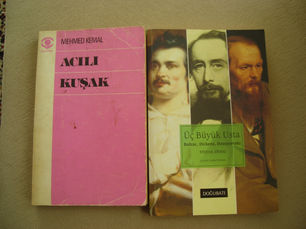 MEHMED KEMAL
ACILI
KUŞAK
Üç Büyük Usta
Balzac, Dickens, Dostoyevski
DOĞUBATI